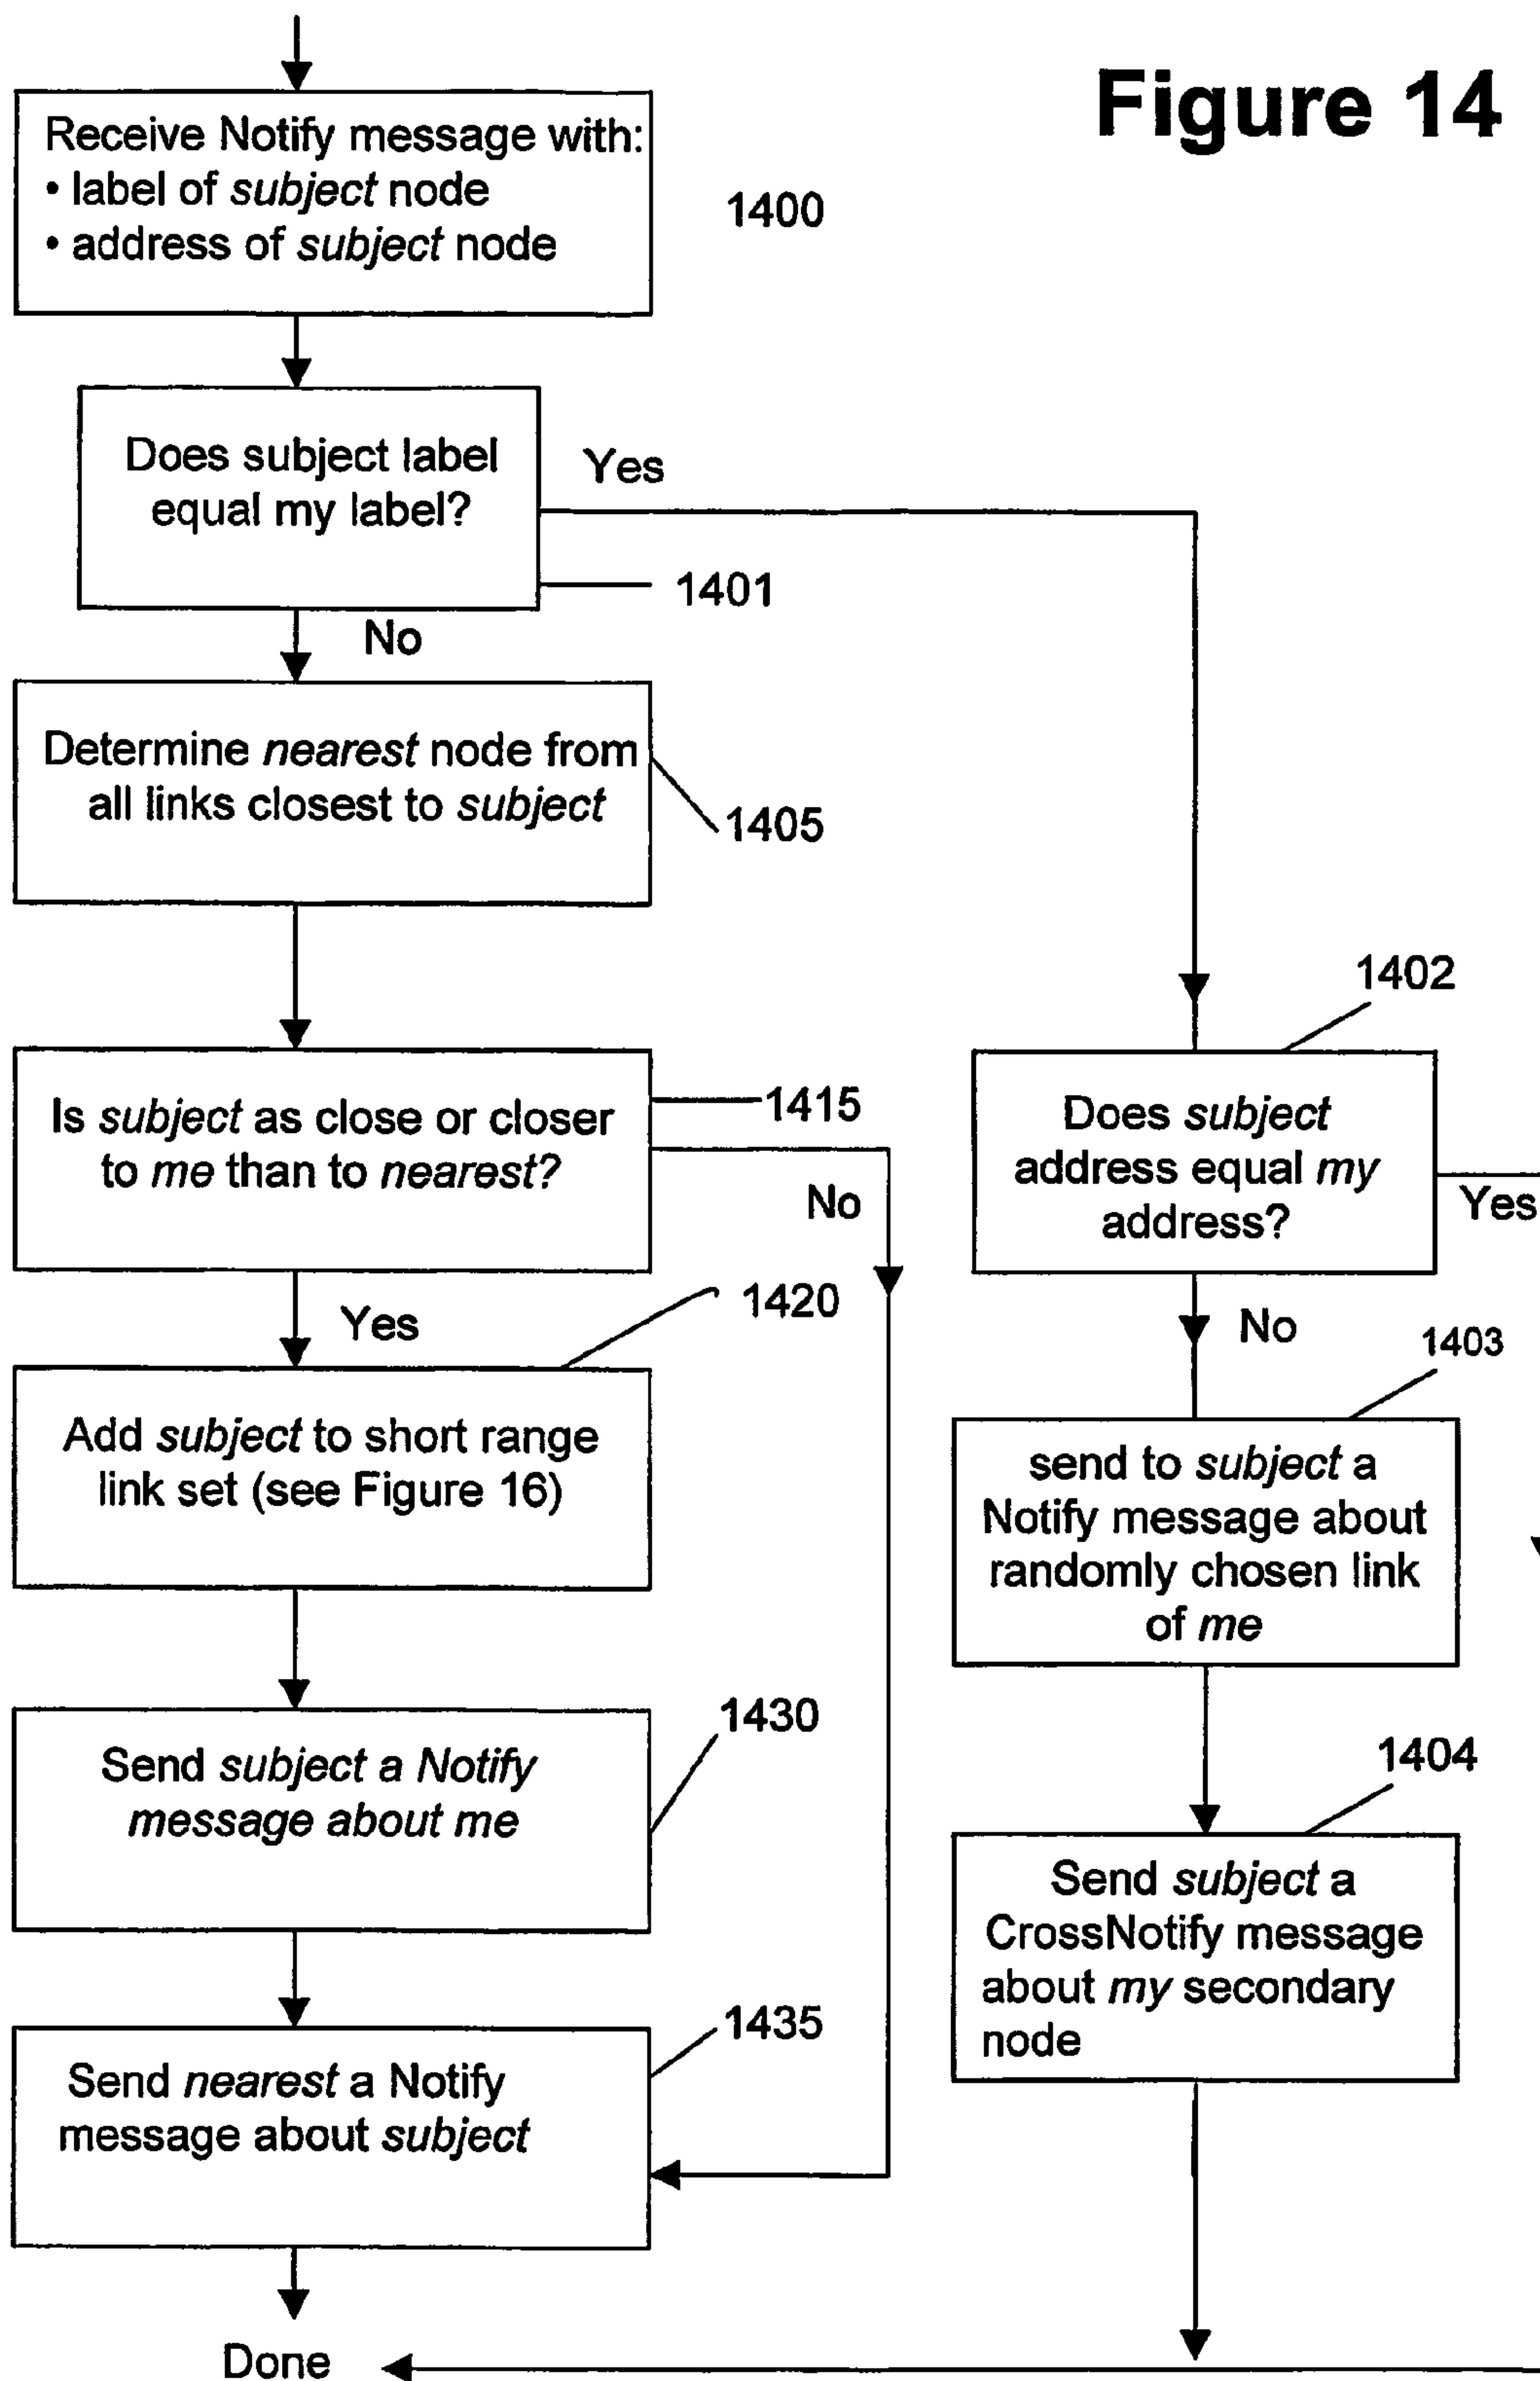 Figure 14
Receive Notify message with:
• label of subject node
• address of subject node
1400
Does subject label
equal my label?
Yes
1401
No
Determine nearest node from
all links closest to subject
1405
Is subject as close or closer
to me than to nearest?
1415
No
Yes
1420
Add subject to short range
link set (see Figure 16)
Send subject a Notify
message about me
1430
Send nearest a Notify
message about subject
1435
1402
Does subject
address equal my
address?
Yes
No
1403
send to subject a
Notify message about
randomly chosen link
of me
1404
Send subject a
CrossNotify message
about my secondary
node
Done